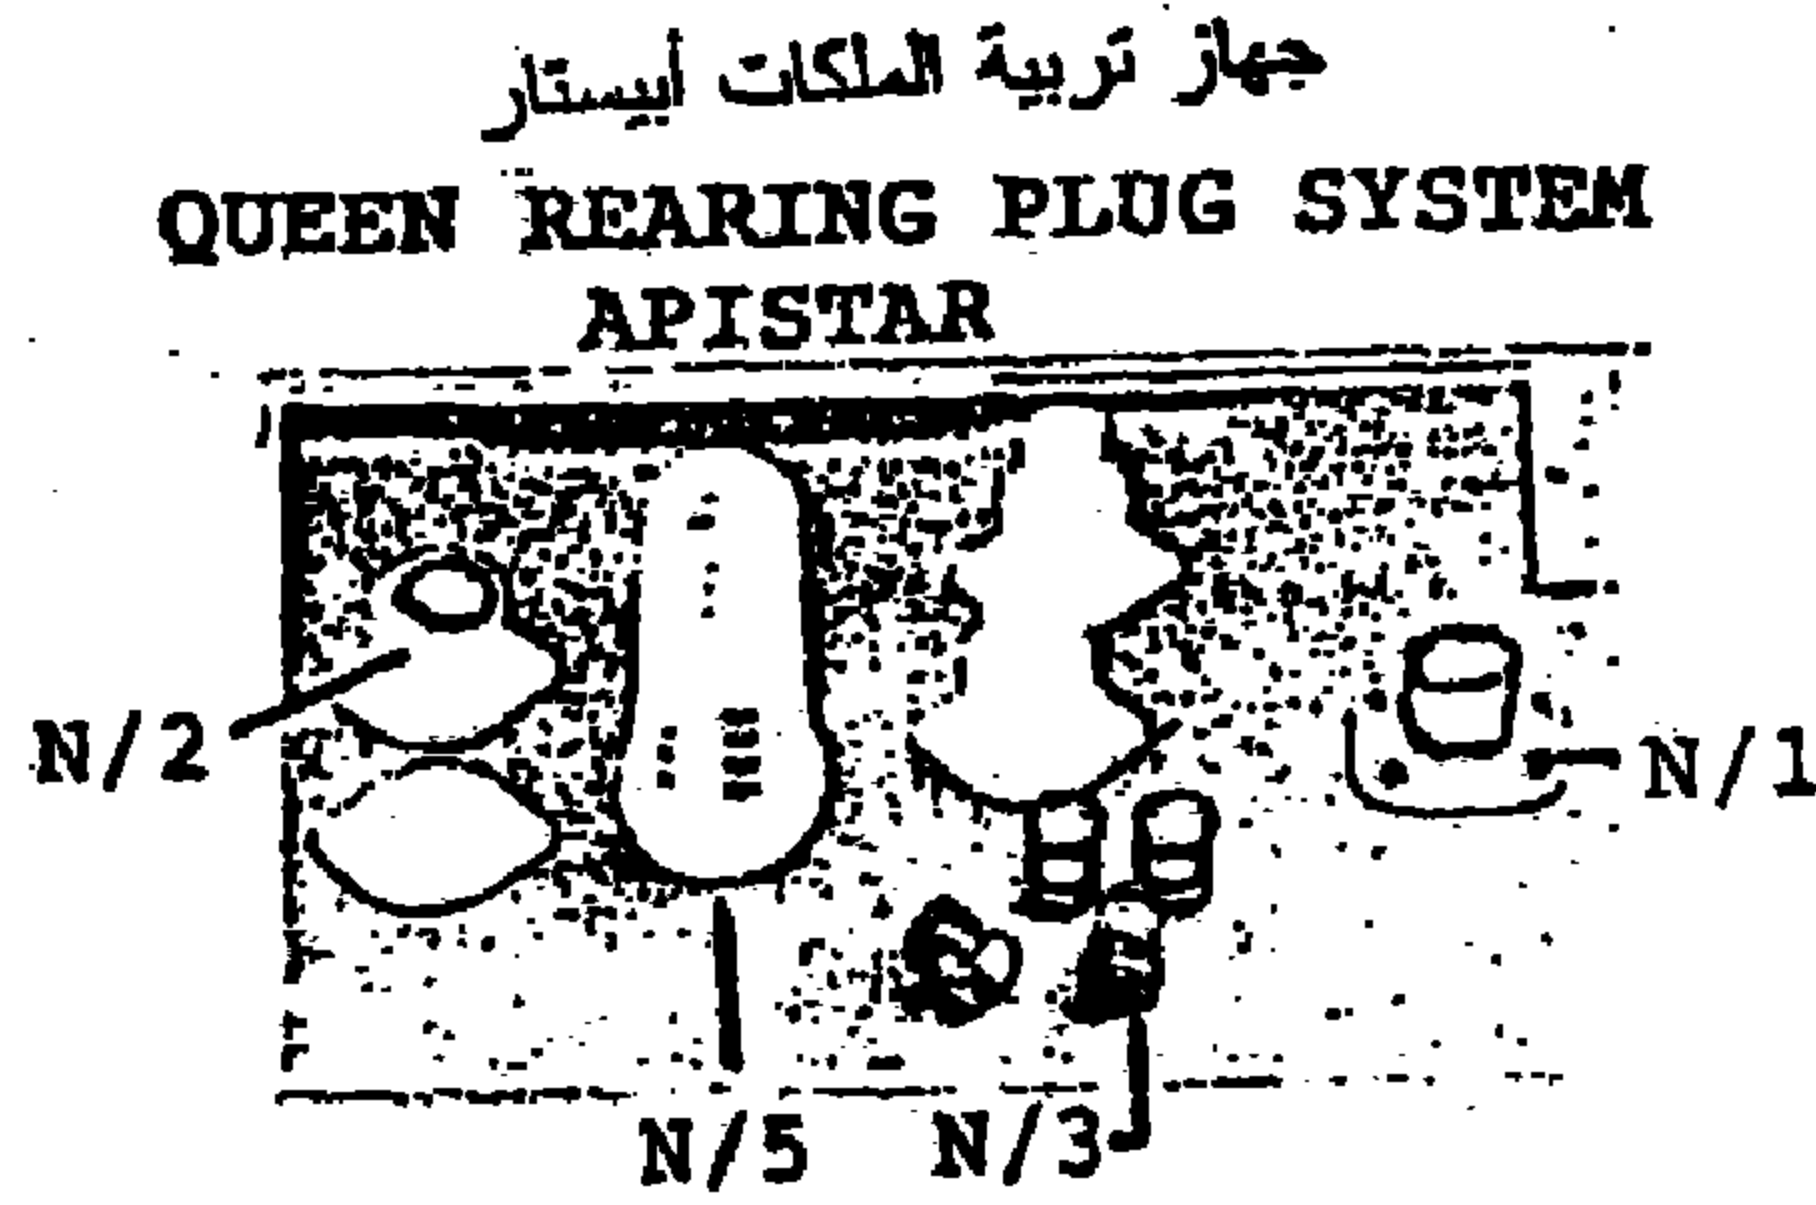 جهاز تربية الملكات أبيستار
QUEEN REARING PLUG SYSTEM
APISTAR
N/2
N/1
N/5
N/3